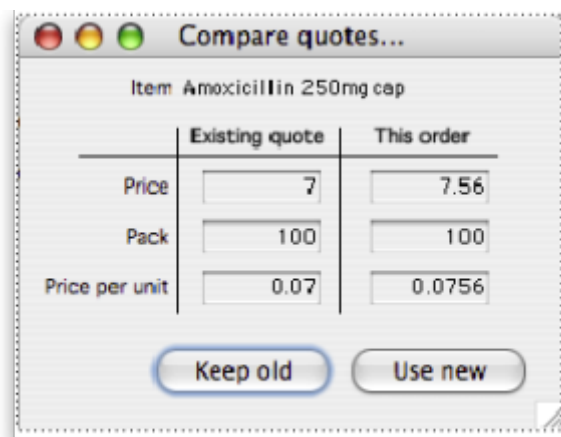 Compare quotes...
Item Amoxicillin 250mg cap
Existing quote This order
Price 7 7.56
Pack 100 100
Price per unit 0.07 0.0756
Keep old Use new